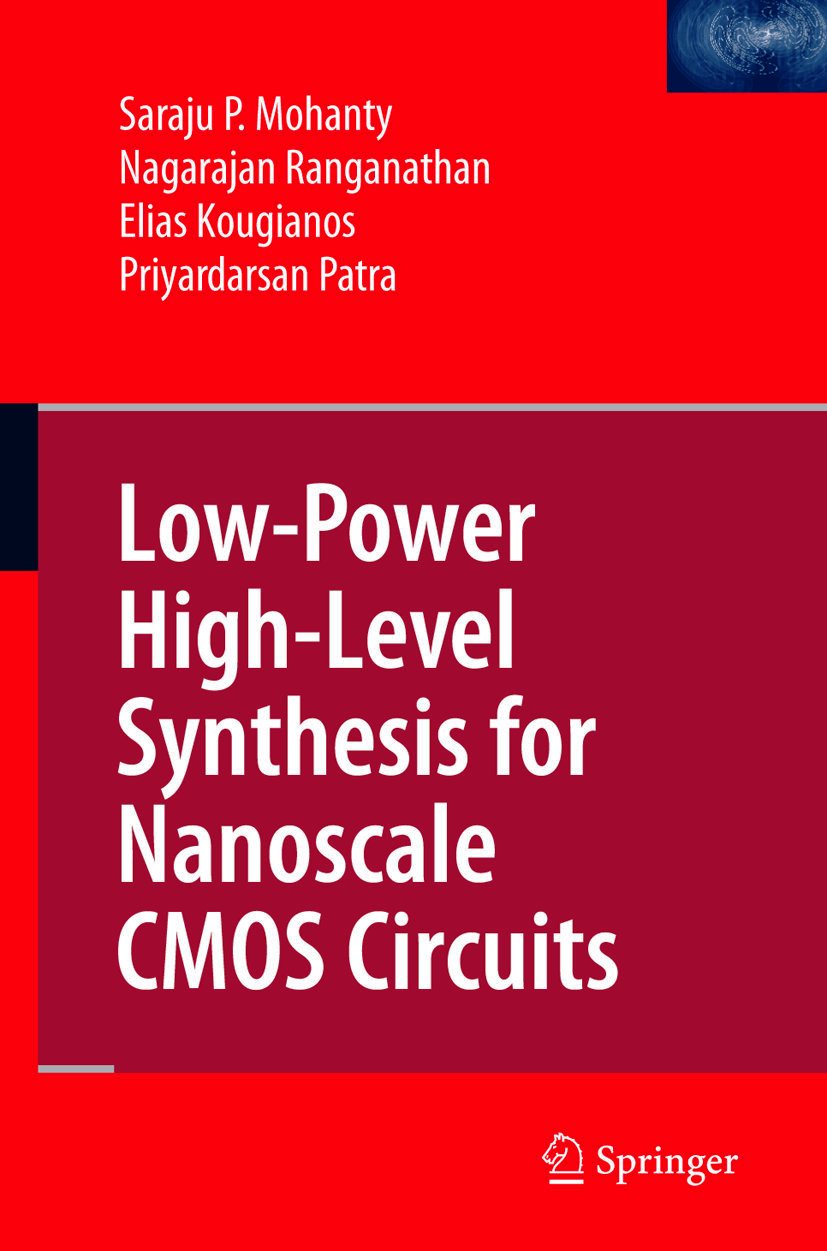 Saraju P. Mohanty
Nagarajan Ranganathan
Elias Kougianos
Priyardarsan Patra
Low-Power
High-Level
Synthesis for
Nanoscale
CMOS Circuits
Springer